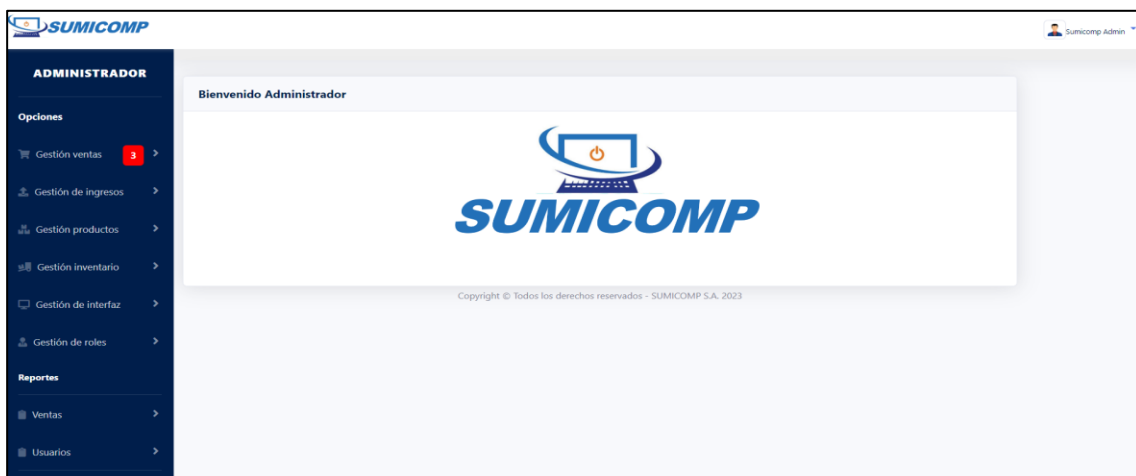 SUMICOMP
Sumicomp Admin
ADMINISTRADOR
Opciones
Gestión ventas 3
Gestión de ingresos
Gestión productos
Gestión inventario
Gestión de interfaz
Gestión de roles
Reportes
Ventas
Usuarios
Bienvenido Administrador
SUMICOMP
Copyright © Todos los derechos reservados - SUMICOMP S.A. 2023